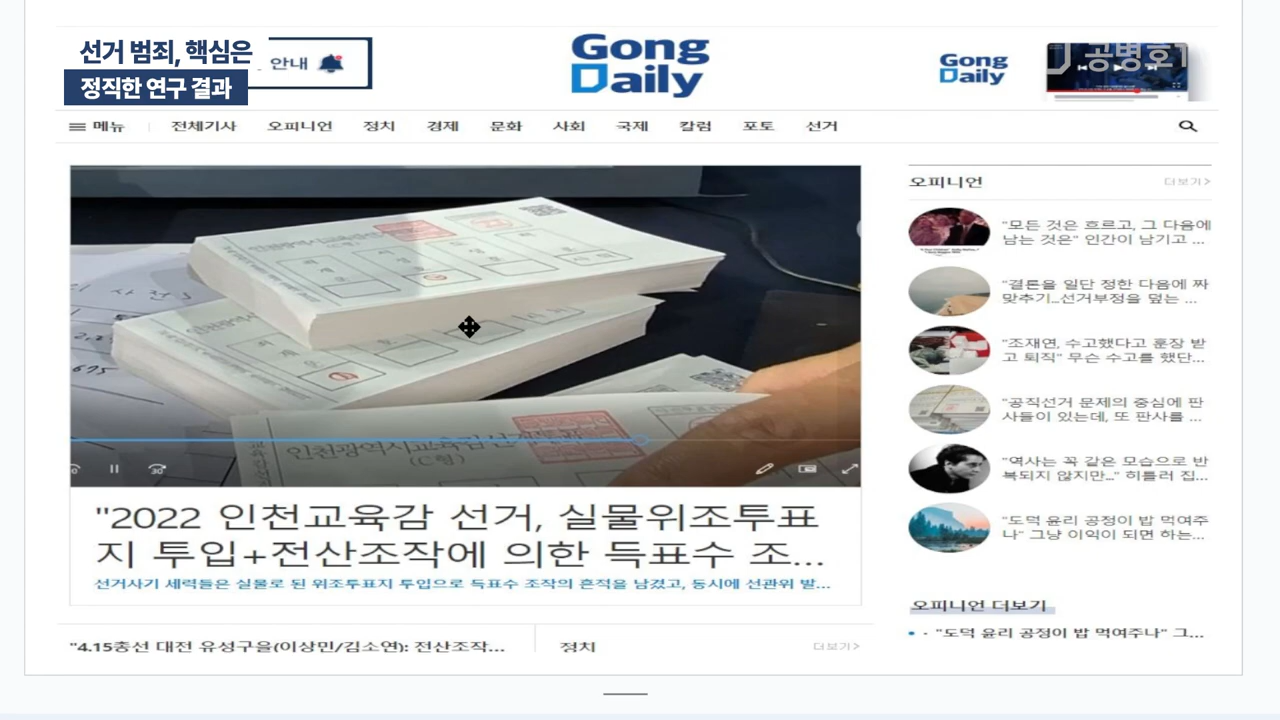 선거 범죄, 핵심은
정직한 연구 결과
안내
Gong
Daily
Gong
Daily
공병호
메뉴
전체기사
오피니언
정치
경제
문화
사회
국제
칼럼
포토
선거
인천광역시교육감선거투표
(C형)
30
"2022 인천교육감 선거, 실물위조투표
지 투입+전산조작에 의한 득표수 조...
선거사기 세력들은 실물로 된 위조투표지 투입으로 득표수 조작의 흔적을 남겼고, 동시에 선관위 발...
"4.15총선 대전 유성구을(이상민/김소연): 전산조작...
정치
더보기>
오피니언
더보기>
"모든 것은 흐르고, 그 다음에
남는 것은" 인간이 남기고 ...
"결론을 일단 정한 다음에 짜
맞추기...선거부정을 덮는 ...
"조재연, 수고했다고 훈장 받
고 퇴직" 무슨 수고를 했단...
"공직선거 문제의 중심에 판
사들이 있는데, 또 판사를 ...
"역사는 꼭 같은 모습으로 반
복되지 않지만..." 히틀러 집...
"도덕 윤리 공정이 밥 먹여주
나" 그냥 이익이 되면 하는...
오피니언 더보기
• "도덕 윤리 공정이 밥 먹여주나" 그...